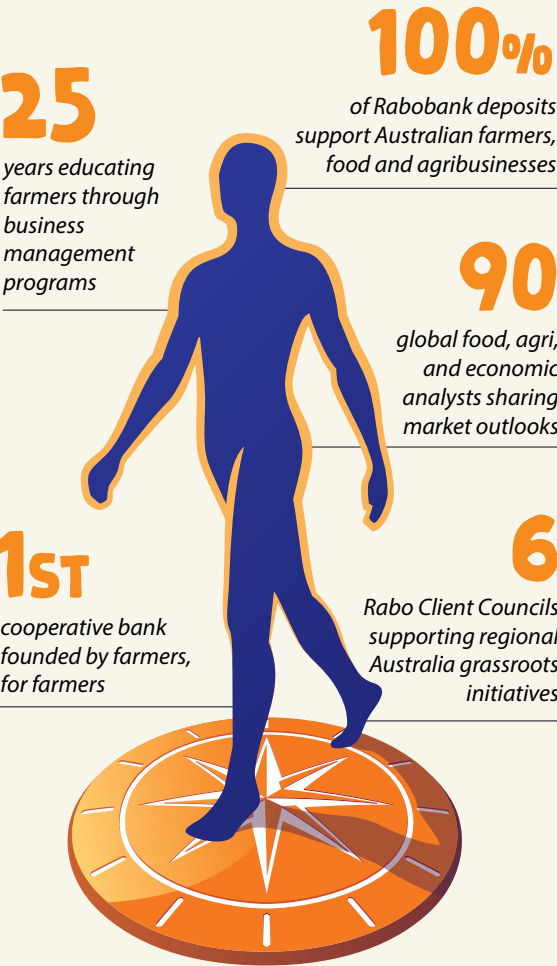 100%
of Rabobank deposits
support Australian farmers,
food and agribusinesses
25
years educating
farmers through
business
management
programs
90
global food, agri,
and economic
analysts sharing
market outlooks
1ST
cooperative bank
founded by farmers,
for farmers
6
Rabo Client Councils
supporting regional
Australia grassroots
initiatives